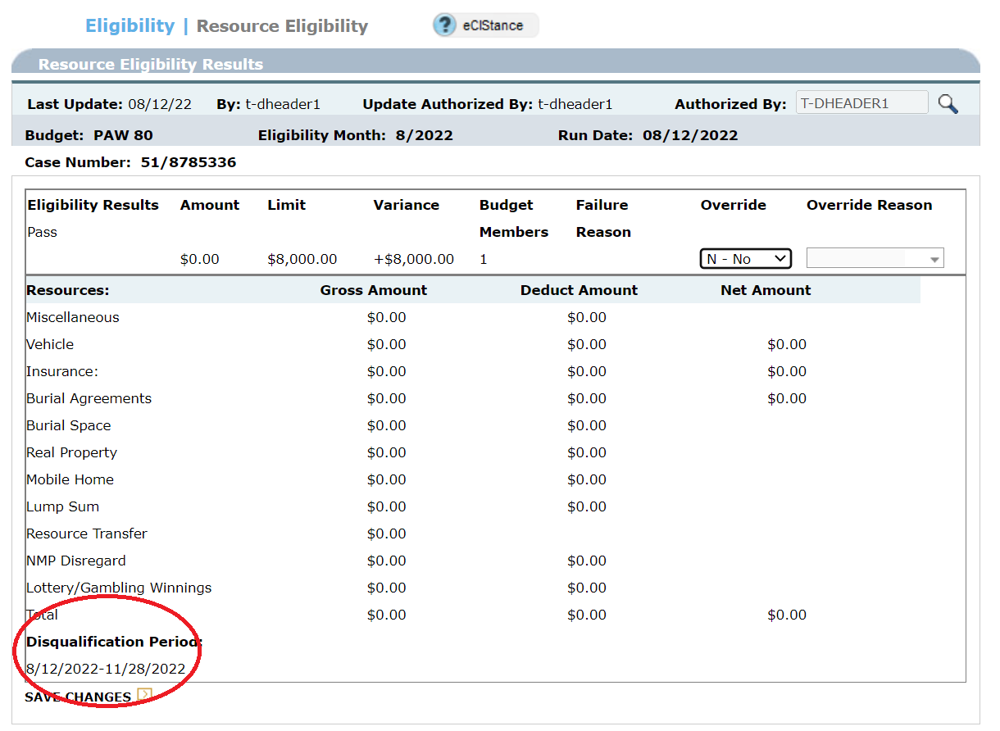 Eligibility | Resource Eligibility ? eCIStance
Resource Eligibility Results
Last Update: 08/12/22 By: t-dheader1 Update Authorized By: t-dheader1 Authorized By: T-DHEADER1
Budget: PAW 80 Eligibility Month: 8/2022 Run Date: 08/12/2022
Case Number: 51/8785336
Eligibility Results Amount Limit Variance Budget Members Failure Reason Override Override Reason
Pass
$0.00 $8,000.00 +$8,000.00 1 N - No
Resources: Gross Amount Deduct Amount Net Amount
Miscellaneous $0.00 $0.00
Vehicle $0.00 $0.00 $0.00
Insurance: $0.00 $0.00 $0.00
Burial Agreements $0.00 $0.00 $0.00
Burial Space $0.00 $0.00
Real Property $0.00 $0.00
Mobile Home $0.00 $0.00
Lump Sum $0.00 $0.00
Resource Transfer $0.00
NMP Disregard $0.00 $0.00
Lottery/Gambling Winnings $0.00 $0.00
Total $0.00 $0.00 $0.00
Disqualification Period:
8/12/2022-11/28/2022
SAVE CHANGES